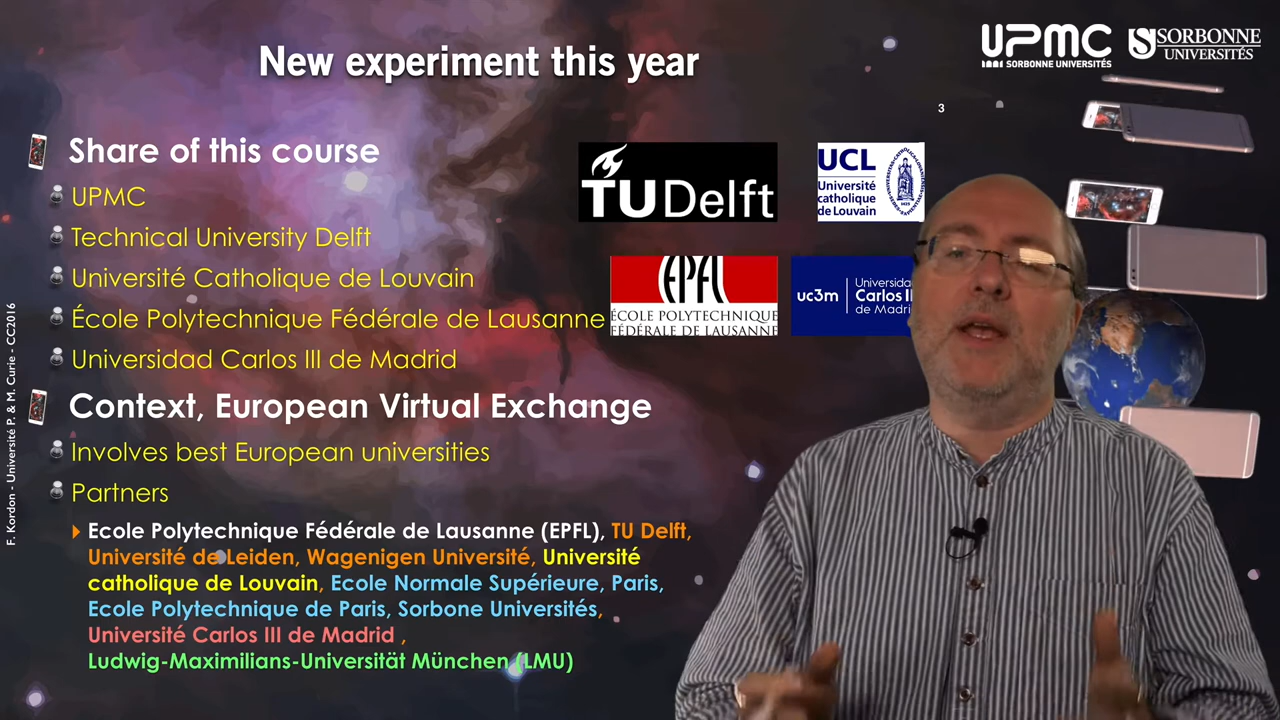 New experiment this year
UPMC
SORBONNE UNIVERSITÉS
SORBONNE
UNIVERSITÉS
3
Share of this course
UPMC
Technical University Delft
Université Catholique de Louvain
École Polytechnique Fédérale de Lausanne
Universidad Carlos III de Madrid
TU Delft
UCL
Université
catholique
de Louvain
EPFL
ÉCOLE POLYTECHNIQUE
FÉDÉRALE DE LAUSANNE
uc3m
Universida
Carlos II
de Madri
Context, European Virtual Exchange
Involves best European universities
Partners
Ecole Polytechnique Fédérale de Lausanne (EPFL), TU Delft,
Université de Leiden, Wagenigen Université, Université
catholique de Louvain, Ecole Normale Supérieure, Paris,
Ecole Polytechnique de Paris, Sorbone Universités,
Université Carlos III de Madrid ,
Ludwig-Maximilians-Universität München (LMU)
F. Kordon - Université P. & M. Curie - CC2016